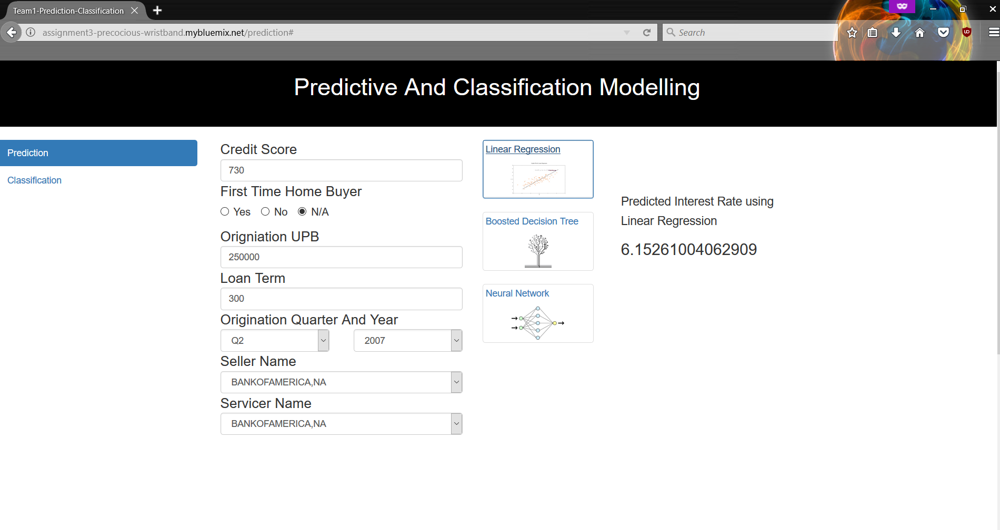 Team1-Prediction-Classification
assignment3-precocious-wristband.mybluemix.net/prediction#
Search
Predictive And Classification Modelling
Prediction
Classification
Credit Score
730
First Time Home Buyer
Yes No N/A
Origniation UPB
250000
Loan Term
300
Origination Quarter And Year
Q2 2007
Seller Name
BANKOFAMERICA,NA
Servicer Name
BANKOFAMERICA,NA
Linear Regression
Boosted Decision Tree
Neural Network
Predicted Interest Rate using
Linear Regression
6.15261004062909